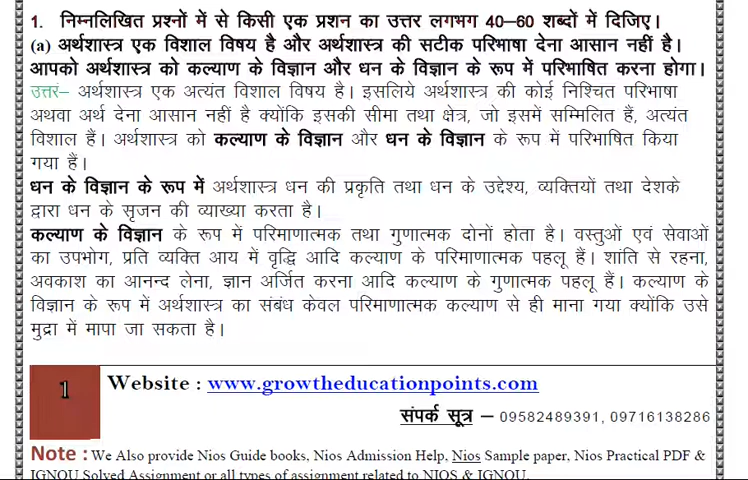 1. निम्नलिखित प्रश्नों में से किसी एक प्रशन का उत्तर लगभग 40–60 शब्दों में दिजिए।
(a) अर्थशास्त्र एक विशाल विषय है और अर्थशास्त्र की सटीक परिभाषा देना आसान नहीं है।
आपको अर्थशास्त्र को कल्याण के विज्ञान और धन के विज्ञान के रूप में परिभाषित करना होगा।
उत्तर– अर्थशास्त्र एक अत्यंत विशाल विषय है। इसलिये अर्थशास्त्र की कोई निश्चित परिभाषा
अथवा अर्थ देना आसान नहीं है क्योंकि इसकी सीमा तथा क्षेत्र, जो इसमें सम्मिलित हैं, अत्यंत
विशाल हैं। अर्थशास्त्र को कल्याण के विज्ञान और धन के विज्ञान के रूप में परिभाषित किया
गया हैं।
धन के विज्ञान के रूप में अर्थशास्त्र धन की प्रकृति तथा धन के उद्देश्य, व्यक्तियों तथा देशके
द्वारा धन के सृजन की व्याख्या करता है।
कल्याण के विज्ञान के रूप में परिमाणात्मक तथा गुणात्मक दोनों होता है। वस्तुओं एवं सेवाओं
का उपभोग, प्रति व्यक्ति आय में वृद्धि आदि कल्याण के परिमाणात्मक पहलू हैं। शांति से रहना,
अवकाश का आनन्द लेना, ज्ञान अर्जित करना आदि कल्याण के गुणात्मक पहलू हैं। कल्याण के
विज्ञान के रूप में अर्थशास्त्र का संबंध केवल परिमाणात्मक कल्याण से ही माना गया क्योंकि उसे
मुद्रा में मापा जा सकता है।
1 Website : www.growtheducationpoints.com
संपर्क सूत्र – 09582489391, 09716138286
Note : We Also provide Nios Guide books, Nios Admission Help, Nios Sample paper, Nios Practical PDF &
IGNOU Solved Assignment or all types of assignment related to NIOS & IGNOU.